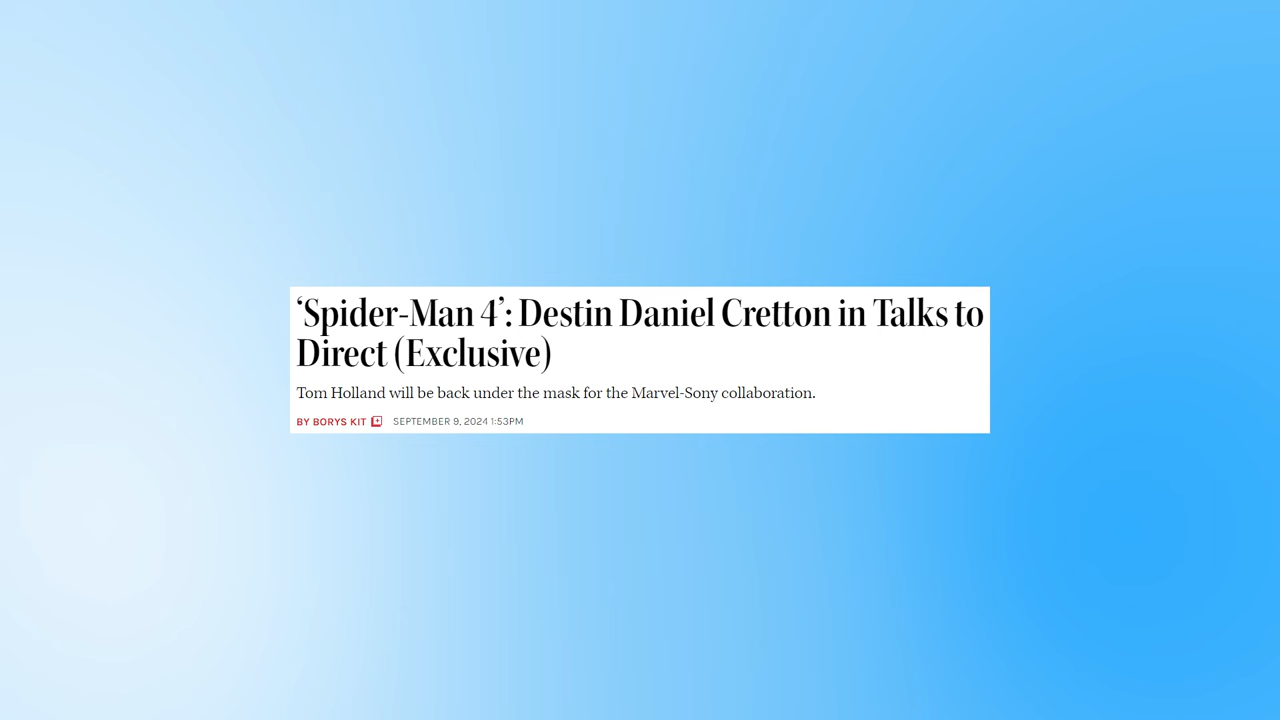 ‘Spider-Man 4’: Destin Daniel Cretton in Talks to
Direct (Exclusive)
Tom Holland will be back under the mask for the Marvel-Sony collaboration.
BY BORYS KIT SEPTEMBER 9, 2024 1:53PM